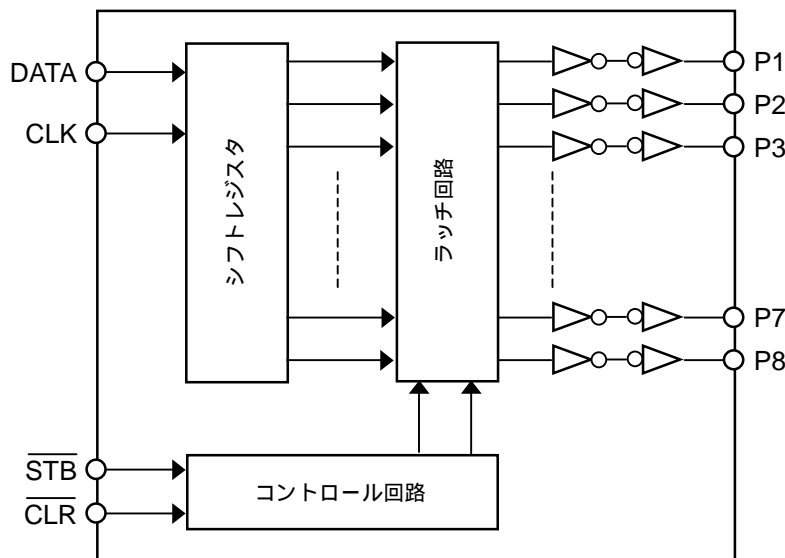 DATA
CLK
シフトレジスタ
ラッチ回路
P1
P2
P3
P7
P8
STB
CLR
コントロール回路